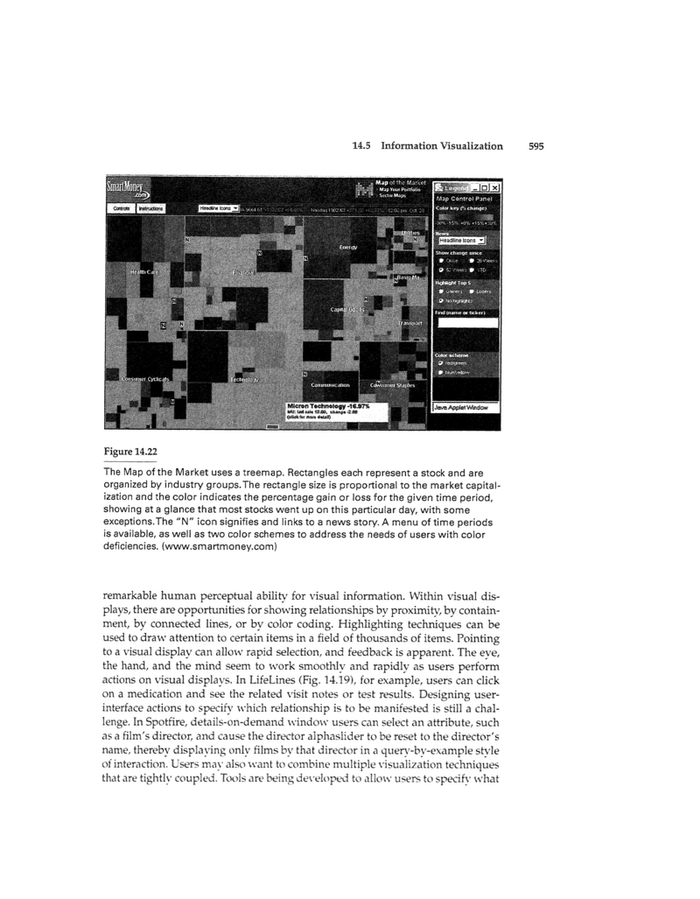 14.5 Information Visualization 595
SmartMoney
.com
Map of the Market
- Map Your Portfolio
- Sector Maps
Controls Instructions Headline Icons
Legend
Map Control Panel
Color key (% change)
News
Headline Icons
Show change since
Close 26 Weeks
52 Weeks YTD
Highlight Top 5
Gainers Losers
No highlights
Find (name or ticker)
Color scheme
Java Applet Window
Health Care
Financial
Energy
Utilities
Capital Goods
Transport
Consumer Cyclicals
Technology
Communication
Consumer Staples
N
Micron Technology -16.97%
(click for more detail)
Figure 14.22
The Map of the Market uses a treemap. Rectangles each represent a stock and are
organized by industry groups. The rectangle size is proportional to the market capital-
ization and the color indicates the percentage gain or loss for the given time period,
showing at a glance that most stocks went up on this particular day, with some
exceptions. The "N" icon signifies and links to a news story. A menu of time periods
is available, as well as two color schemes to address the needs of users with color
deficiencies. (www.smartmoney.com)
remarkable human perceptual ability for visual information. Within visual dis-
plays, there are opportunities for showing relationships by proximity, by contain-
ment, by connected lines, or by color coding. Highlighting techniques can be
used to draw attention to certain items in a field of thousands of items. Pointing
to a visual display can allow rapid selection, and feedback is apparent. The eye,
the hand, and the mind seem to work smoothly and rapidly as users perform
actions on visual displays. In LifeLines (Fig. 14.19), for example, users can click
on a medication and see the related visit notes or test results. Designing user-
interface actions to specify which relationship is to be manifested is still a chal-
lenge. In Spotfire, details-on-demand window users can select an attribute, such
as a film's director, and cause the director alphaslider to be reset to the director's
name, thereby displaying only films by that director in a query-by-example style
of interaction. Users may also want to combine multiple visualization techniques
that are tightly coupled. Tools are being developed to allow users to specify what